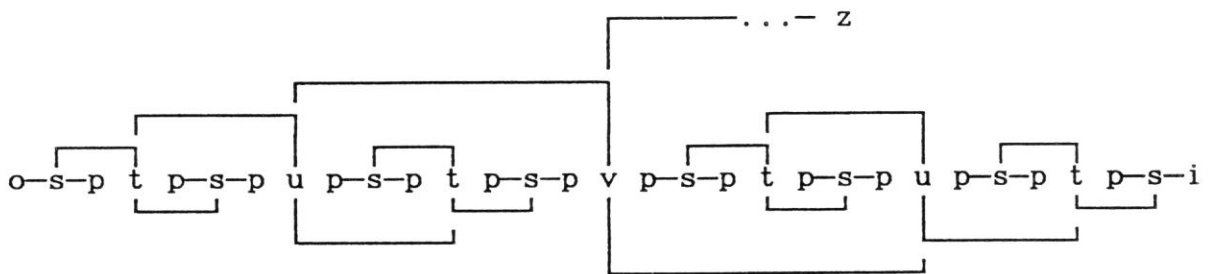 ...– z
o–s–p t p–s–p u p–s–p t p–s–p v p–s–p t p–s–p u p–s–p t p–s–i